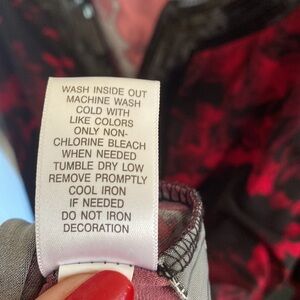 WASH INSIDE OUT
MACHINE WASH
COLD WITH
LIKE COLORS
ONLY NON-
CHLORINE BLEACH
WHEN NEEDED
TUMBLE DRY LOW
REMOVE PROMPTLY
COOL IRON
IF NEEDED
DO NOT IRON
DECORATION